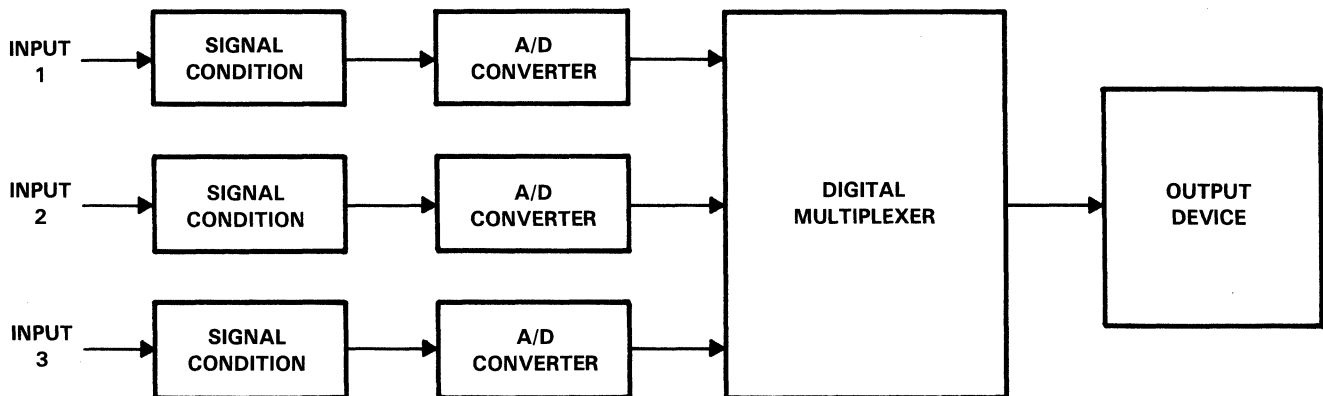 INPUT
1
SIGNAL
CONDITION
A/D
CONVERTER
INPUT
2
SIGNAL
CONDITION
A/D
CONVERTER
INPUT
3
SIGNAL
CONDITION
A/D
CONVERTER
DIGITAL
MULTIPLEXER
OUTPUT
DEVICE